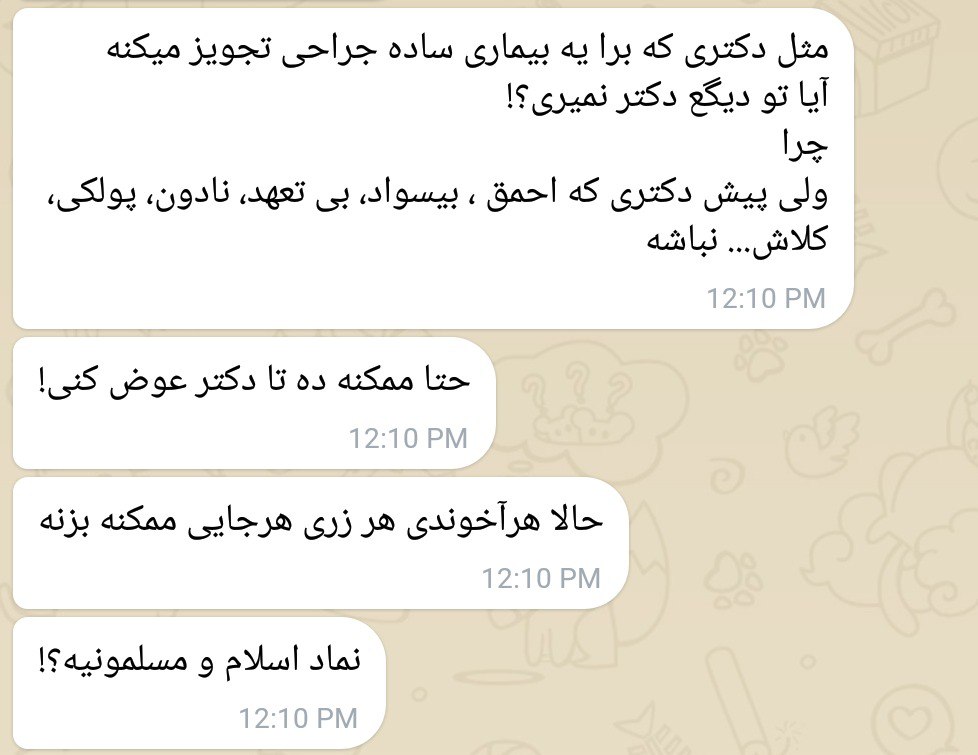 مثل دکتری که برا یه بیماری ساده جراحی تجویز میکنه
آیا تو دیگع دکتر نمیری؟!
چرا
ولی پیش دکتری که احمق ، بیسواد، بی تعهد، نادون، پولکی،
کلاش... نباشه
12:10 PM
حتا ممکنه ده تا دکتر عوض کنی!
12:10 PM
حالا هرآخوندی هر زری هرجایی ممکنه بزنه
12:10 PM
نماد اسلام و مسلمونیه؟!
12:10 PM